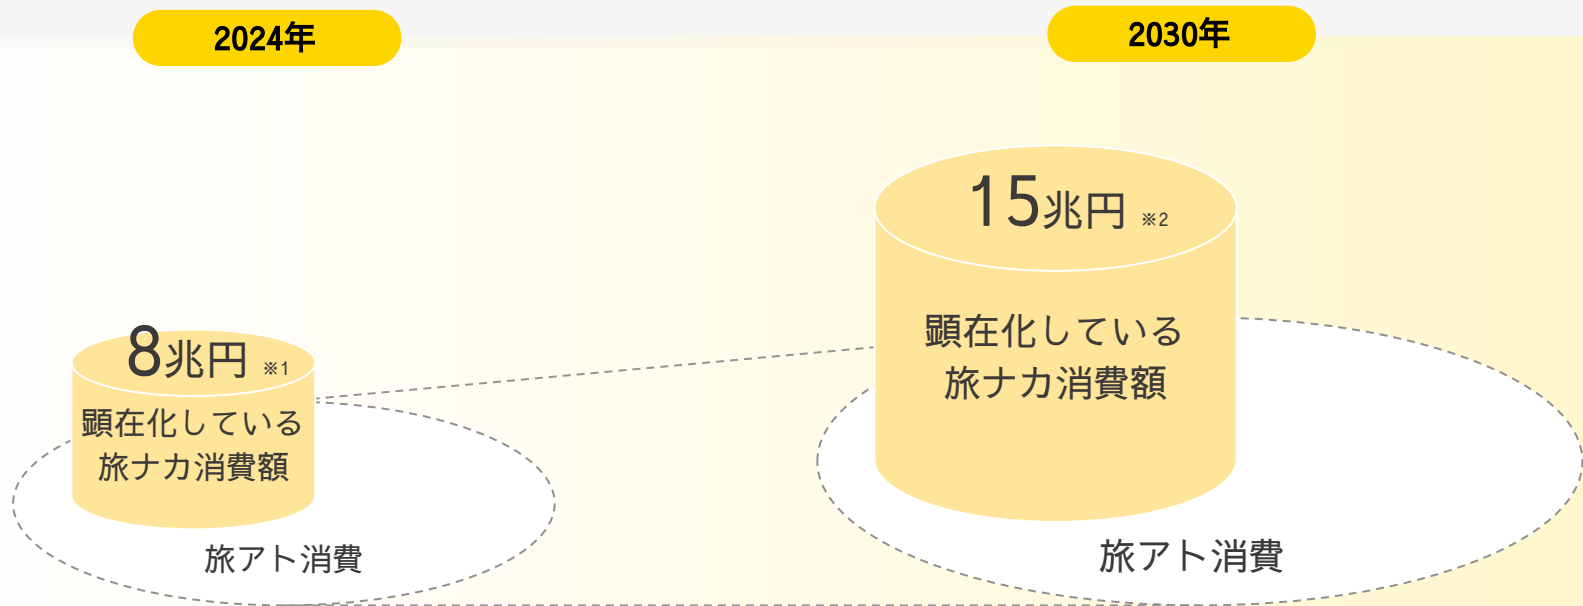 2024年
2030年
8兆円 ※1
顕在化している
旅ナカ消費額
旅アト消費
15兆円 ※2
顕在化している
旅ナカ消費額
旅アト消費